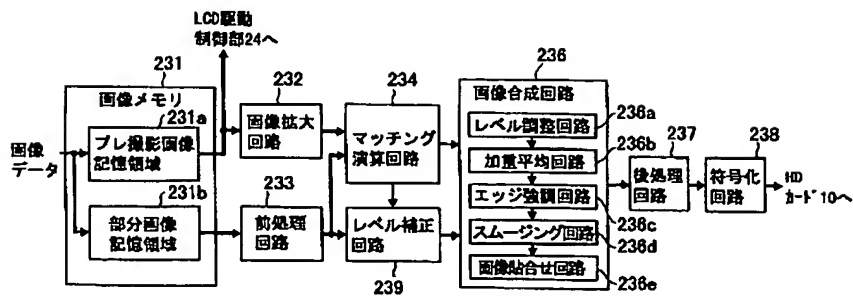 LCD駆動
制御部24へ
231
画像メモリ
231a
プレ撮影画像
記憶領域
画像
データ
231b
部分画像
記憶領域
232
画像拡大
回路
233
前処理
回路
234
マッチング
演算回路
レベル補正
回路
239
236
画像合成回路
236a
レベル調整回路
236b
加重平均回路
エッジ強調回路
236c
スムージング回路
236d
画像貼合せ回路
236e
237
後処理
回路
238
符号化
回路
HD
カード10へ